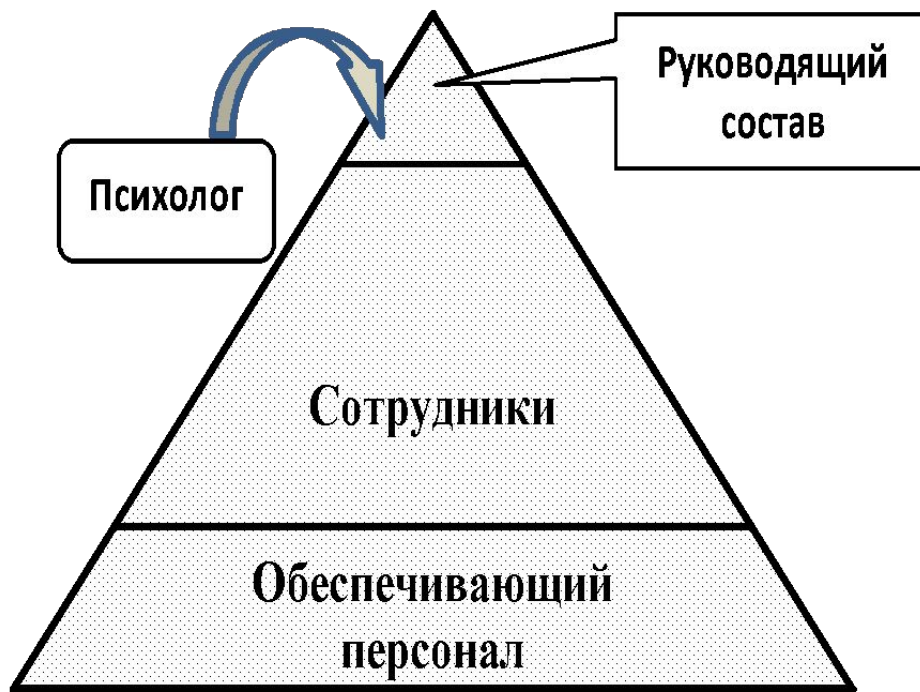 Руководящий
состав
Психолог
Сотрудники
Обеспечивающий
персонал